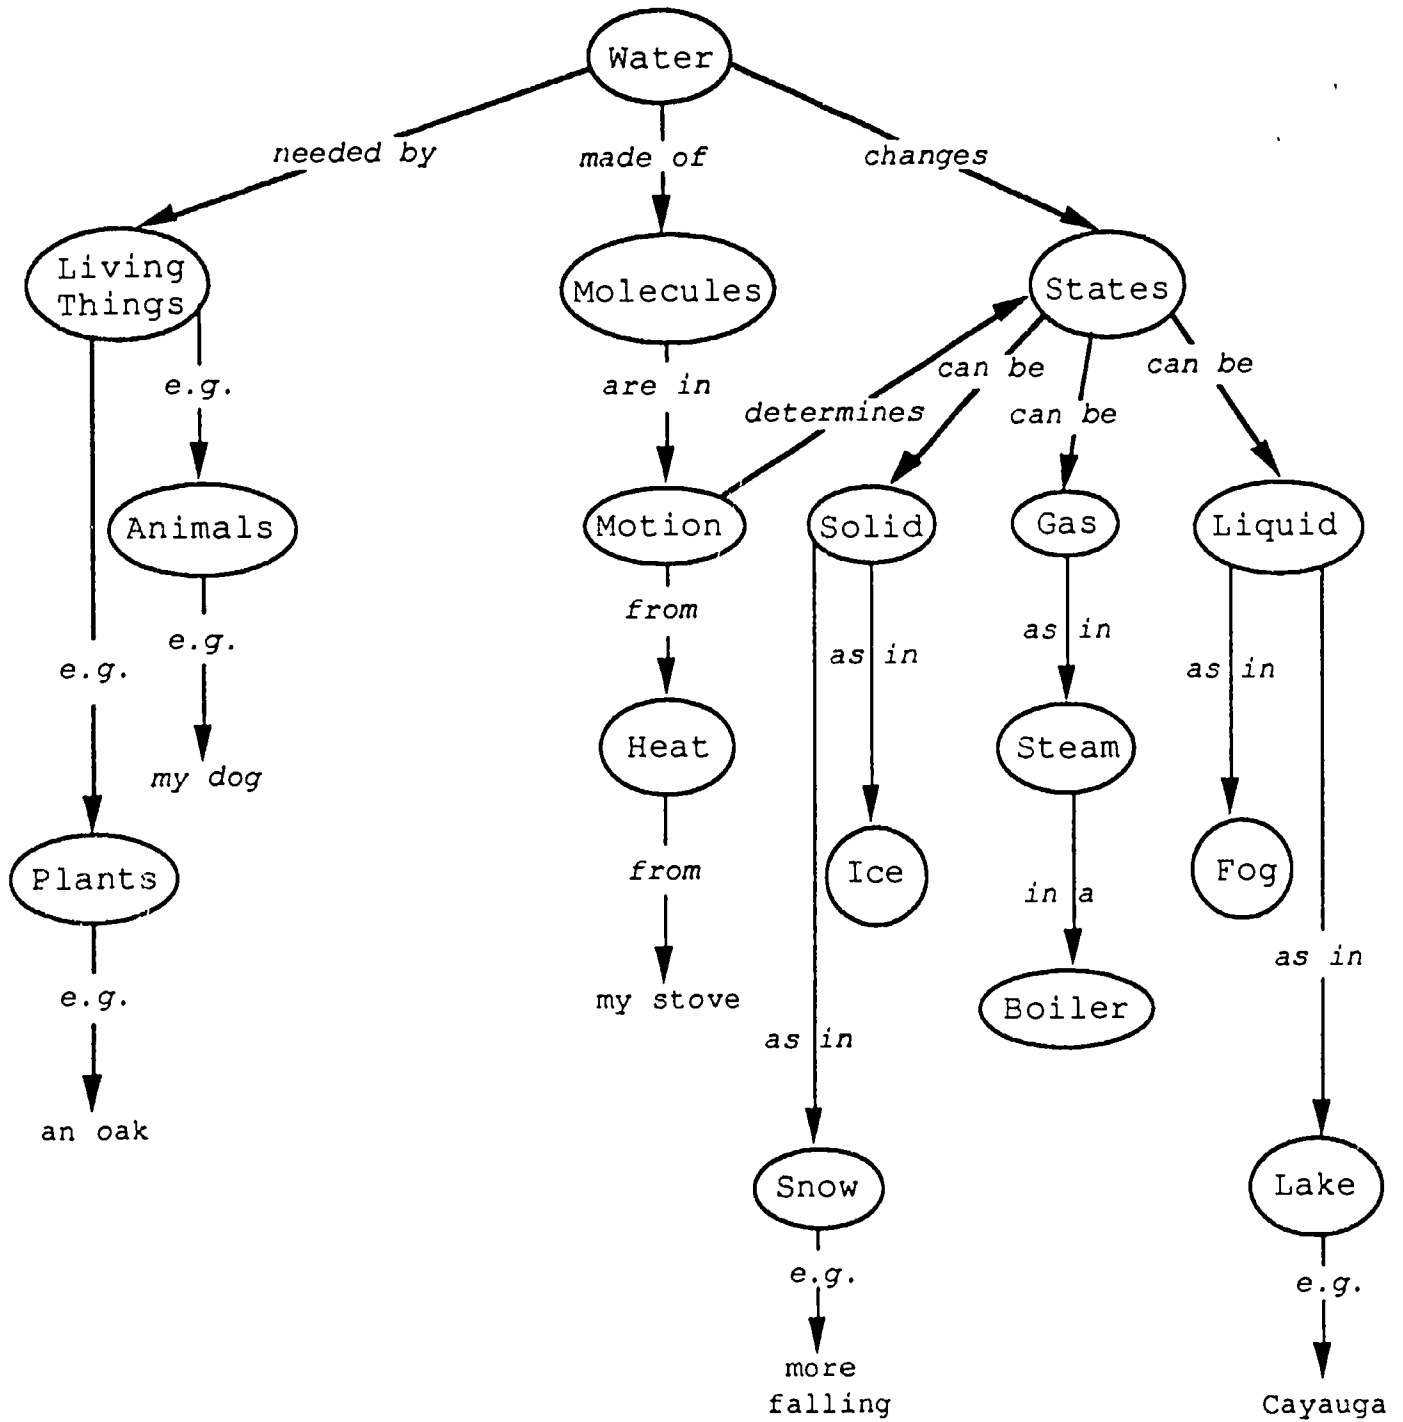 Water
needed by
made of
changes
Living
Things
Molecules
States
e.g.
are in
can be
can be
determines
can be
Animals
Motion
Solid
Gas
Liquid
from
e.g.
as in
as in
as in
e.g.
Heat
Steam
my dog
Plants
from
Ice
in a
Fog
as in
e.g.
my stove
Boiler
as in
an oak
Snow
Lake
e.g.
e.g.
more
falling
Cayauga